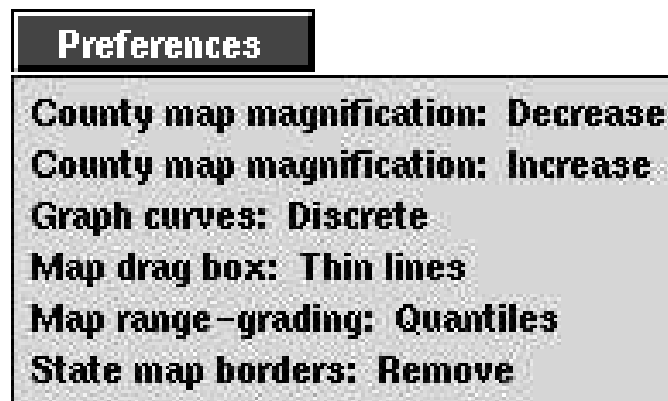 Preferences
County map magnification: Decrease
County map magnification: Increase
Graph curves: Discrete
Map drag box: Thin lines
Map range-grading: Quantiles
State map borders: Remove